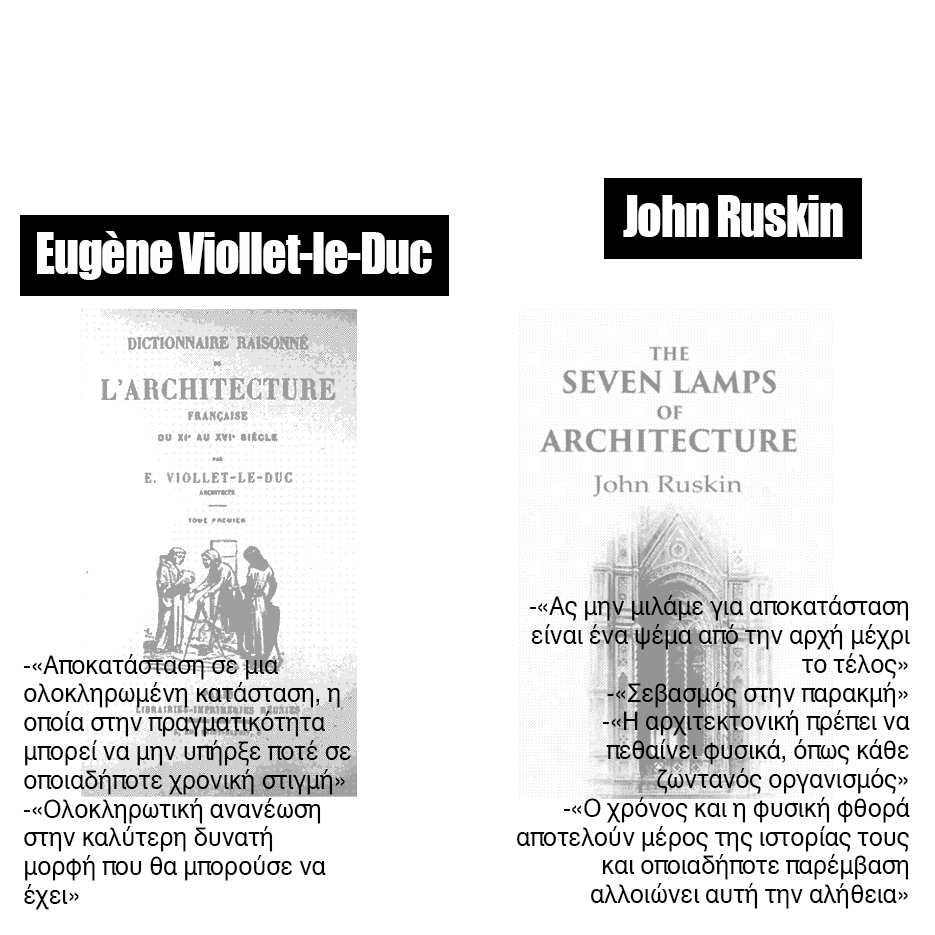 Eugène Viollet-le-Duc
DICTIONNAIRE RAISONNÉ
DE
L'ARCHITECTURE
FRANÇAISE
DU XIe AU XVIe SIÈCLE
PAR
E. VIOLLET-LE-DUC
ARCHITECTE
TOME PREMIER
LIBRAIRIES-IMPRIMERIES RÉUNIES
-«Αποκατάσταση σε μια
ολοκληρωμένη κατάσταση, η
οποία στην πραγματικότητα
μπορεί να μην υπήρξε ποτέ σε
οποιαδήποτε χρονική στιγμή»
-«Ολοκληρωτική ανανέωση
στην καλύτερη δυνατή
μορφή που θα μπορούσε να
έχει»
John Ruskin
THE
SEVEN LAMPS
OF
ARCHITECTURE
John Ruskin
-«Ας μην μιλάμε για αποκατάσταση
είναι ένα ψέμα από την αρχή μέχρι
το τέλος»
-«Σεβασμός στην παρακμή»
-«Η αρχιτεκτονική πρέπει να
πεθαίνει φυσικά, όπως κάθε
ζωντανός οργανισμός»
-«Ο χρόνος και η φυσική φθορά
αποτελούν μέρος της ιστορίας τους
και οποιαδήποτε παρέμβαση
αλλοιώνει αυτή την αλήθεια»